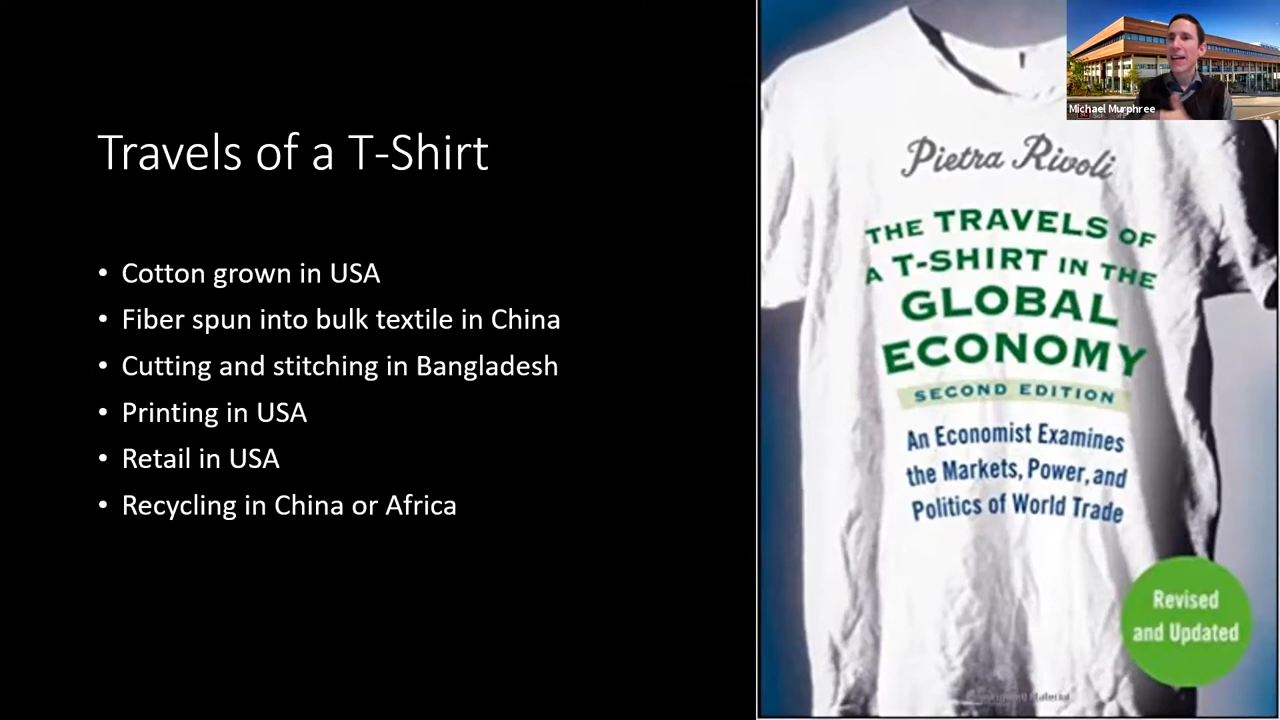 Travels of a T-Shirt
• Cotton grown in USA
• Fiber spun into bulk textile in China
• Cutting and stitching in Bangladesh
• Printing in USA
• Retail in USA
• Recycling in China or Africa
Michael Murphree
Pietra Rivoli
THE TRAVELS OF
A T-SHIRT IN THE
GLOBAL
ECONOMY
SECOND EDITION
An Economist Examines
the Markets, Power, and
Politics of World Trade
Revised
and Updated
Material